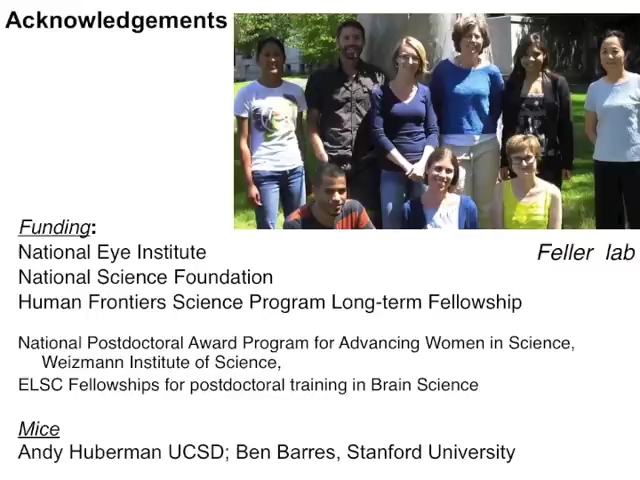 Acknowledgements
Funding:
National Eye Institute
Feller lab
National Science Foundation
Human Frontiers Science Program Long-term Fellowship
National Postdoctoral Award Program for Advancing Women in Science,
Weizmann Institute of Science,
ELSC Fellowships for postdoctoral training in Brain Science
Mice
Andy Huberman UCSD; Ben Barres, Stanford University